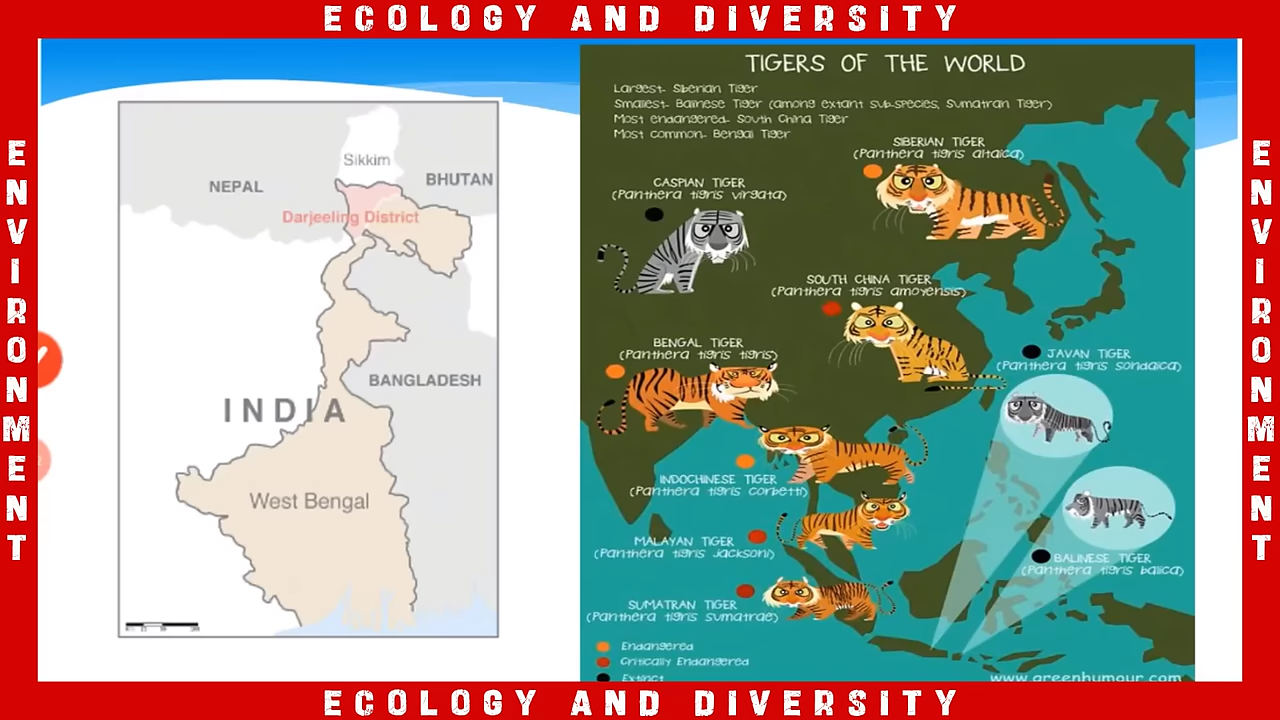 ECOLOGY AND DIVERSITY
ENVIRONMENT
Sikkim
NEPAL
BHUTAN
Darjeeling District
BANGLADESH
INDIA
West Bengal
TIGERS OF THE WORLD
Largest- Siberian Tiger
Smallest- Balinese Tiger (among extant sub-species, Sumatran Tiger)
Most endangered- South China Tiger
Most common- Bengal Tiger
SIBERIAN TIGER
(Panthera tigris altaica)
CASPIAN TIGER
(Panthera tigris virgata)
SOUTH CHINA TIGER
(Panthera tigris amoyensis)
BENGAL TIGER
(Panthera tigris tigris)
JAVAN TIGER
(Panthera tigris sondaica)
INDOCHINESE TIGER
(Panthera tigris corbetti)
MALAYAN TIGER
(Panthera tigris jacksoni)
BALINESE TIGER
(Panthera tigris balica)
SUMATRAN TIGER
(Panthera tigris sumatrae)
Endangered
Critically Endangered
Extinct
www.greenhumour.com
ENVIRONMENT
ECOLOGY AND DIVERSITY